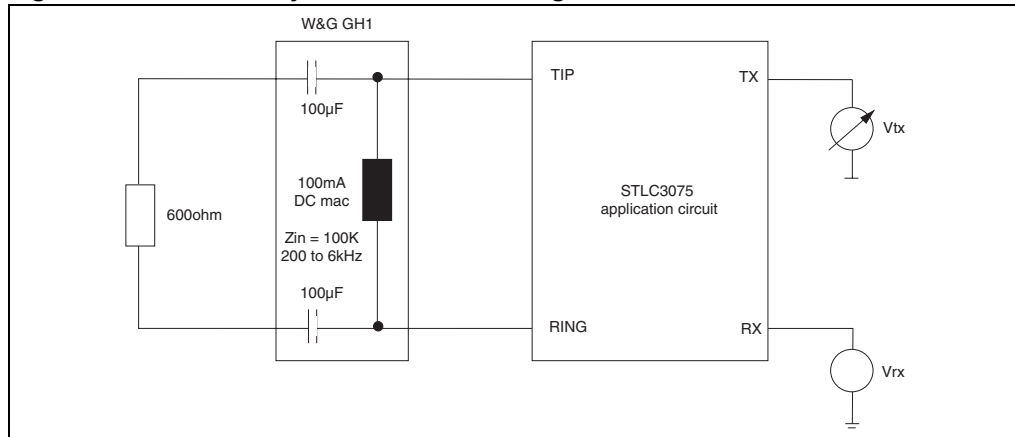 W&G GH1
TIP
TX
100µF
Vtx
100mA
DC mac
STLC3075
application circuit
600ohm
Zin = 100K
200 to 6kHz
100µF
RING
RX
Vrx